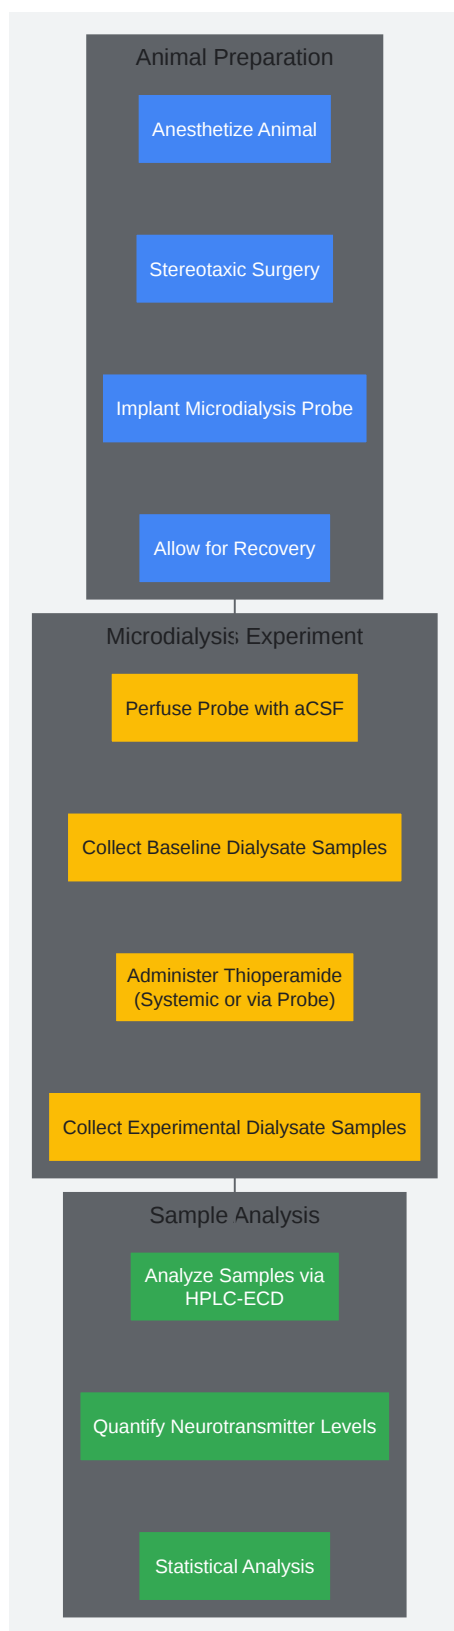 Animal Preparation
Anesthetize Animal
Stereotaxic Surgery
Implant Microdialysis Probe
Allow for Recovery
Microdialysis Experiment
Perfuse Probe with aCSF
Collect Baseline Dialysate Samples
Administer Thioperamide
(Systemic or via Probe)
Collect Experimental Dialysate Samples
Sample Analysis
Analyze Samples via
HPLC-ECD
Quantify Neurotransmitter Levels
Statistical Analysis